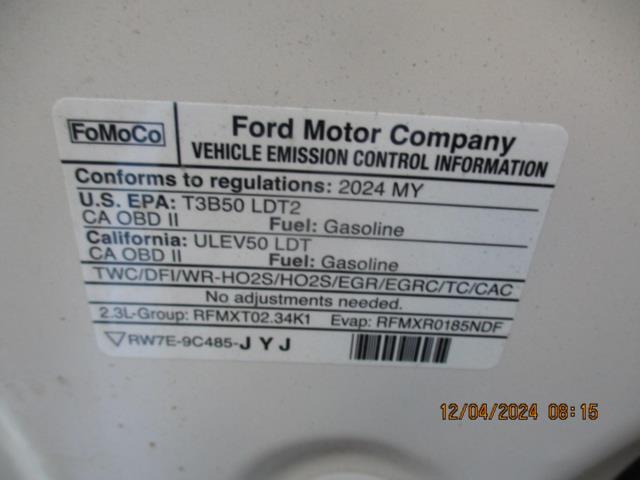 FoMoCo
Ford Motor Company
VEHICLE EMISSION CONTROL INFORMATION
Conforms to regulations: 2024 MY
U.S. EPA: T3B50 LDT2
CA OBD II Fuel: Gasoline
California: ULEV50 LDT
CA OBD II Fuel: Gasoline
TWC/DFI/WR-HO2S/HO2S/EGR/EGRC/TC/CAC
No adjustments needed.
2.3L-Group: RFMXT02.34K1 Evap: RFMXR0185NDF
RW7E-9C485-J Y J
12/04/2024 08:15